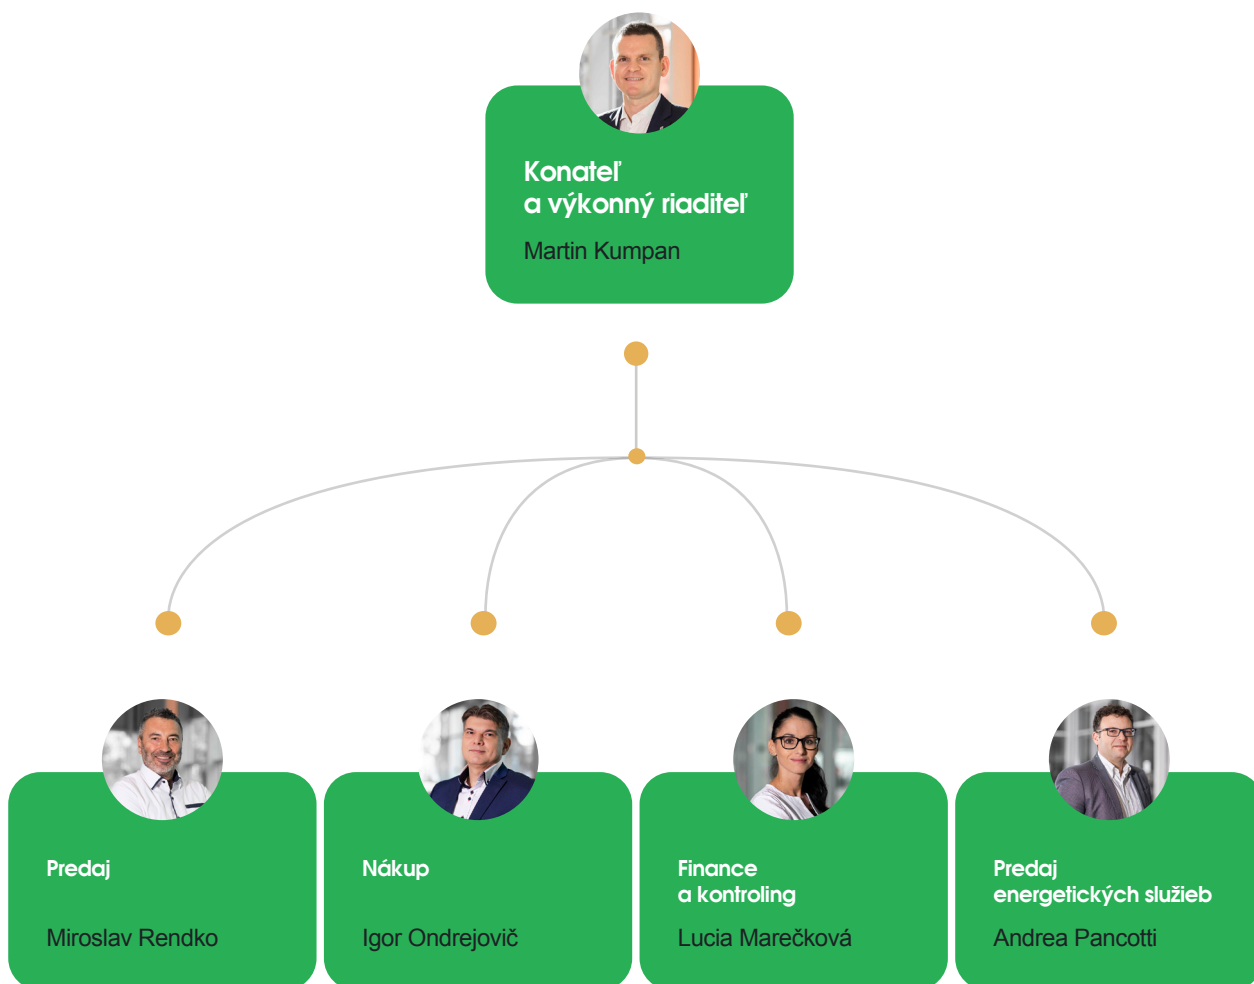 Konateľ
a výkonný riaditeľ
Martin Kumpan
Predaj
Miroslav Rendko
Nákup
Igor Ondrejovič
Finance
a kontroling
Lucia Marečková
Predaj
energetických služieb
Andrea Pancotti